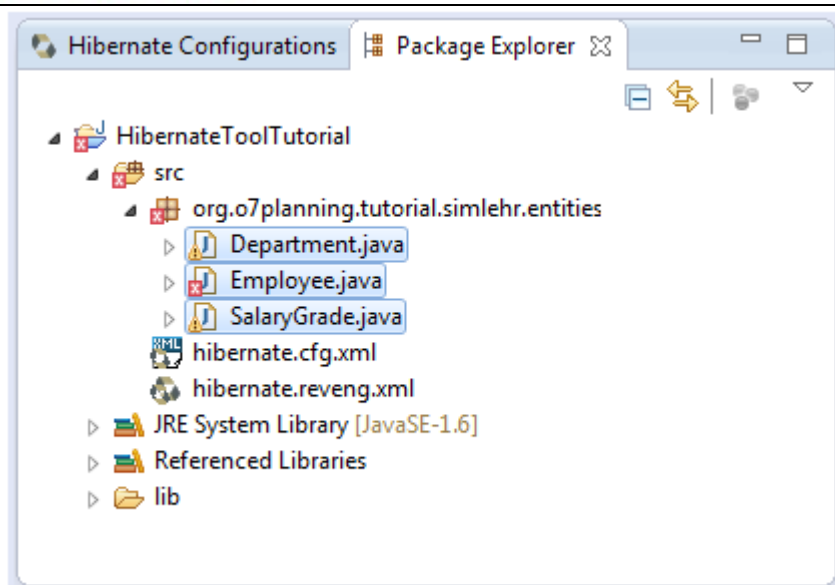 Hibernate Configurations Package Explorer
HibernateToolTutorial
src
org.o7planning.tutorial.simlehr.entities
Department.java
Employee.java
SalaryGrade.java
hibernate.cfg.xml
hibernate.reveng.xml
JRE System Library [JavaSE-1.6]
Referenced Libraries
lib